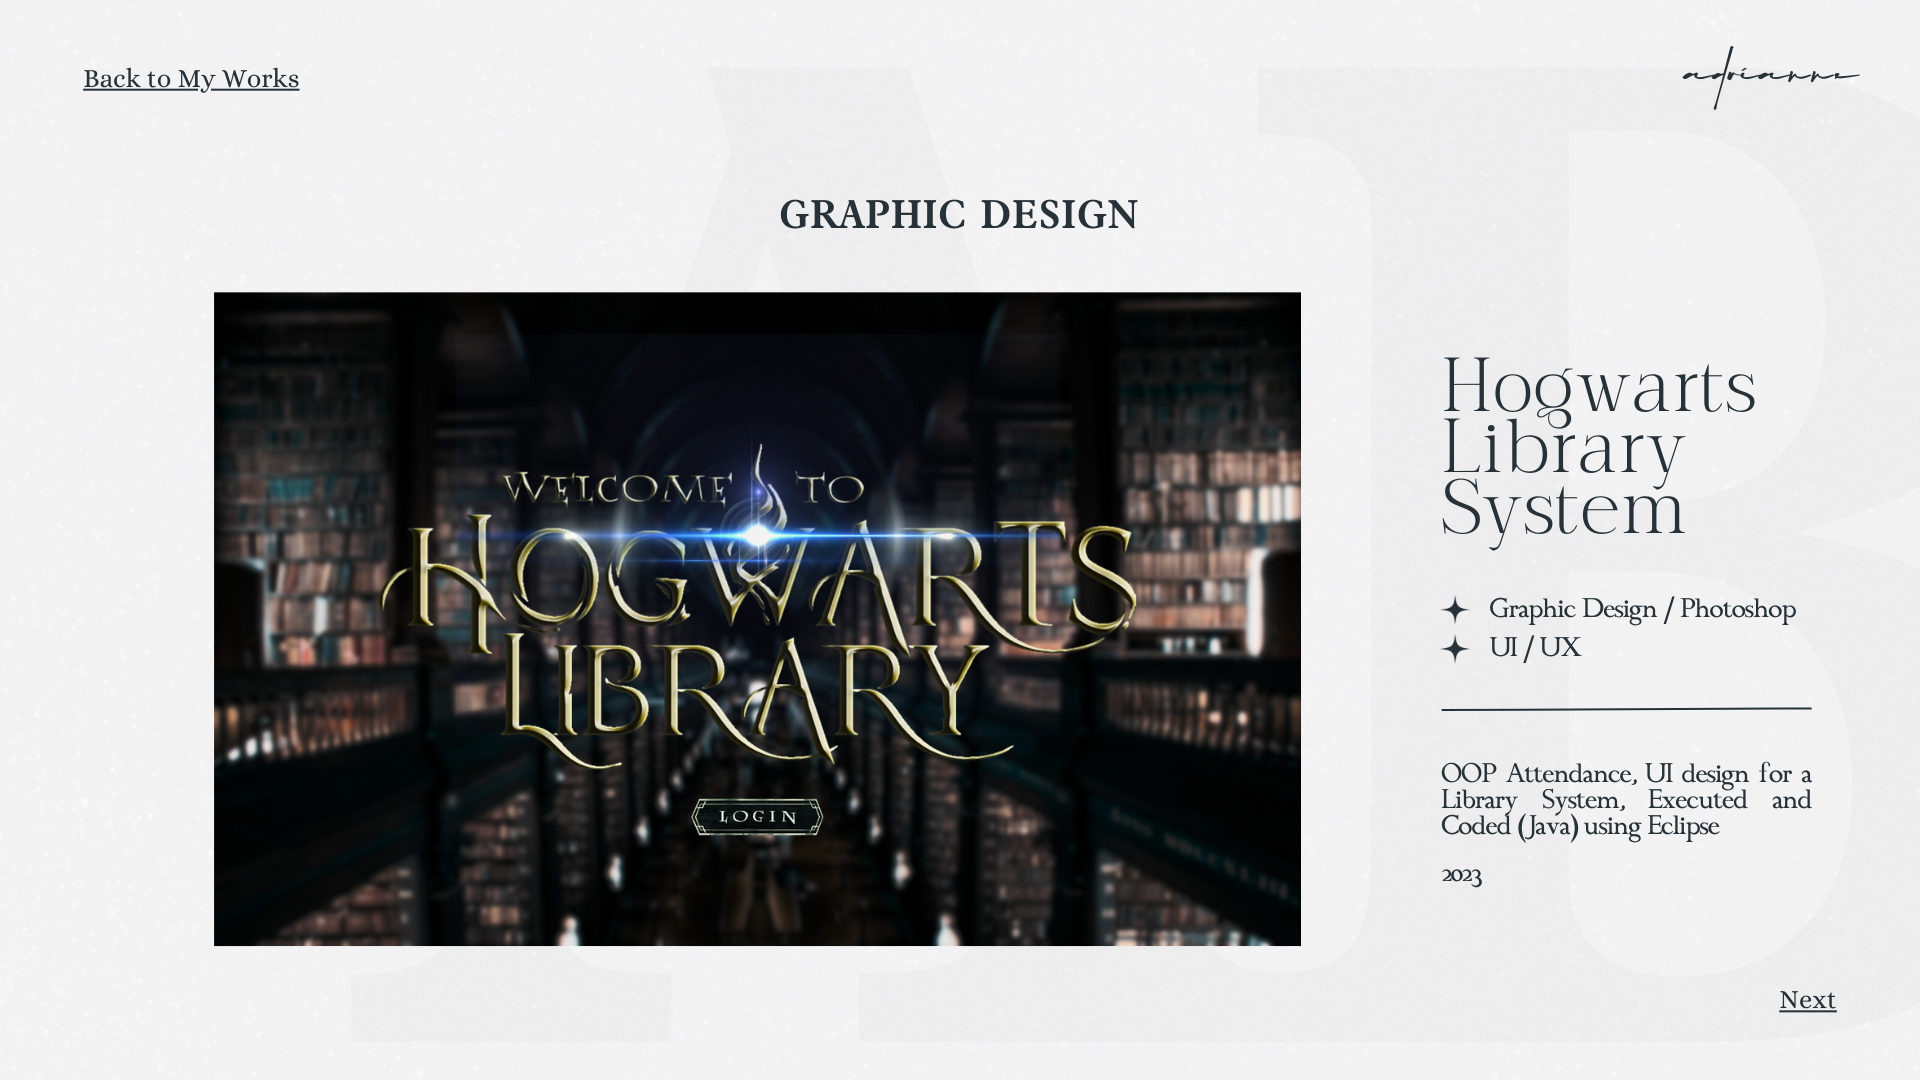 Back to My Works
adrianne
GRAPHIC DESIGN
WELCOME TO
HOGWARTS
LIBRARY
LOGIN
Hogwarts
Library
System
Graphic Design / Photoshop
UI / UX
OOP Attendance, UI design for a
Library System, Executed and
Coded (Java) using Eclipse
2023
Next